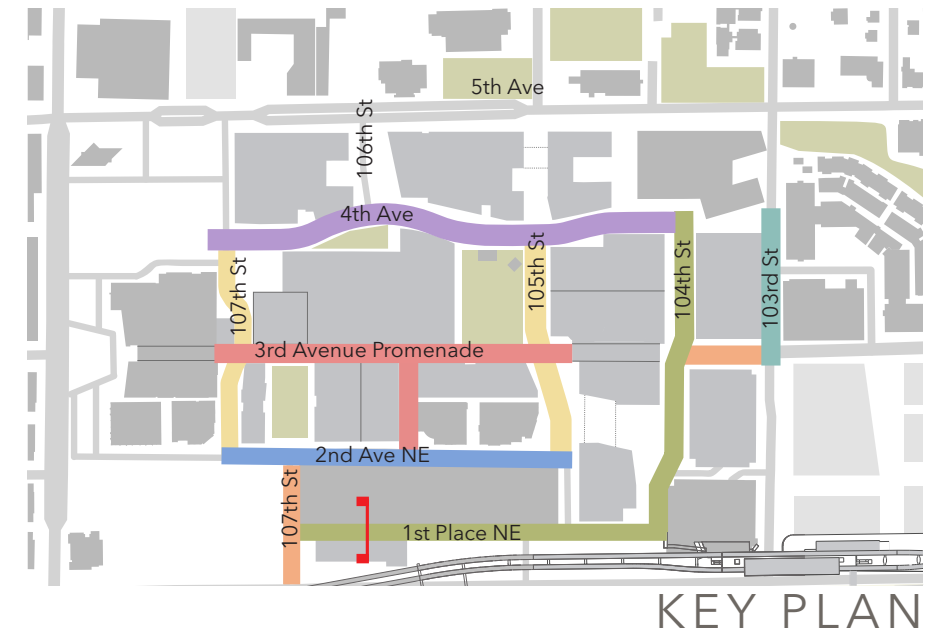 5th Ave
106th St
4th Ave
107th St
105th St
104th St
103rd St
3rd Avenue Promenade
2nd Ave NE
107th St
1st Place NE
KEY PLAN